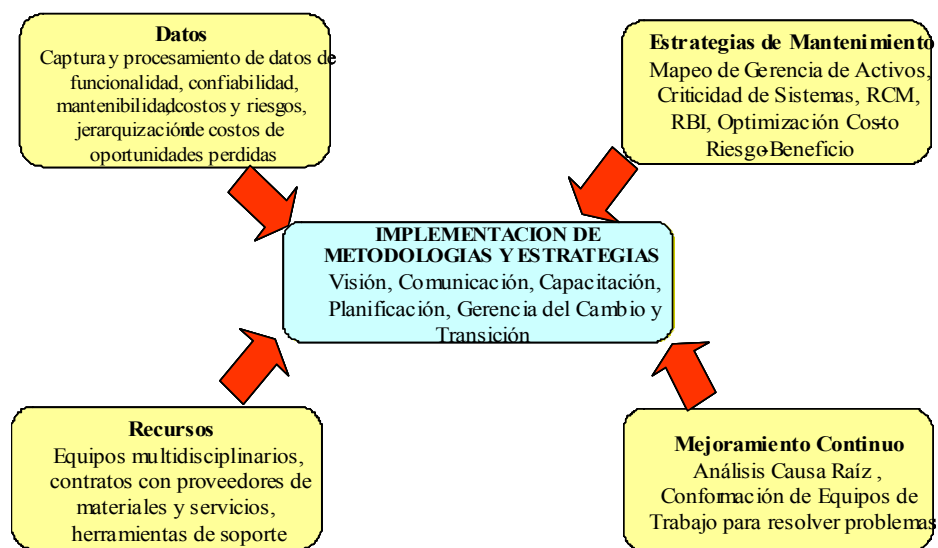 Datos
Captura y procesamiento de datos de
funcionalidad, confiabilidad,
mantenibilidad,costos y riesgos,
jerarquizaciónde costos de
oportunidades perdidas
Estrategias de Mantenimiento
Mapeo de Gerencia de Activos,
Criticidad de Sistemas, RCM,
RBI, Optimización Costo
Riesgo-Beneficio
IMPLEMENTACION DE
METODOLOGIAS Y ESTRATEGIAS
Visión, Comunicación, Capacitación,
Planificación, Gerencia del Cambio y
Transición
Recursos
Equipos multidisciplinarios,
contratos con proveedores de
materiales y servicios,
herramientas de soporte
Mejoramiento Continuo
Análisis Causa Raíz ,
Conformación de Equipos de
Trabajo para resolver problemas